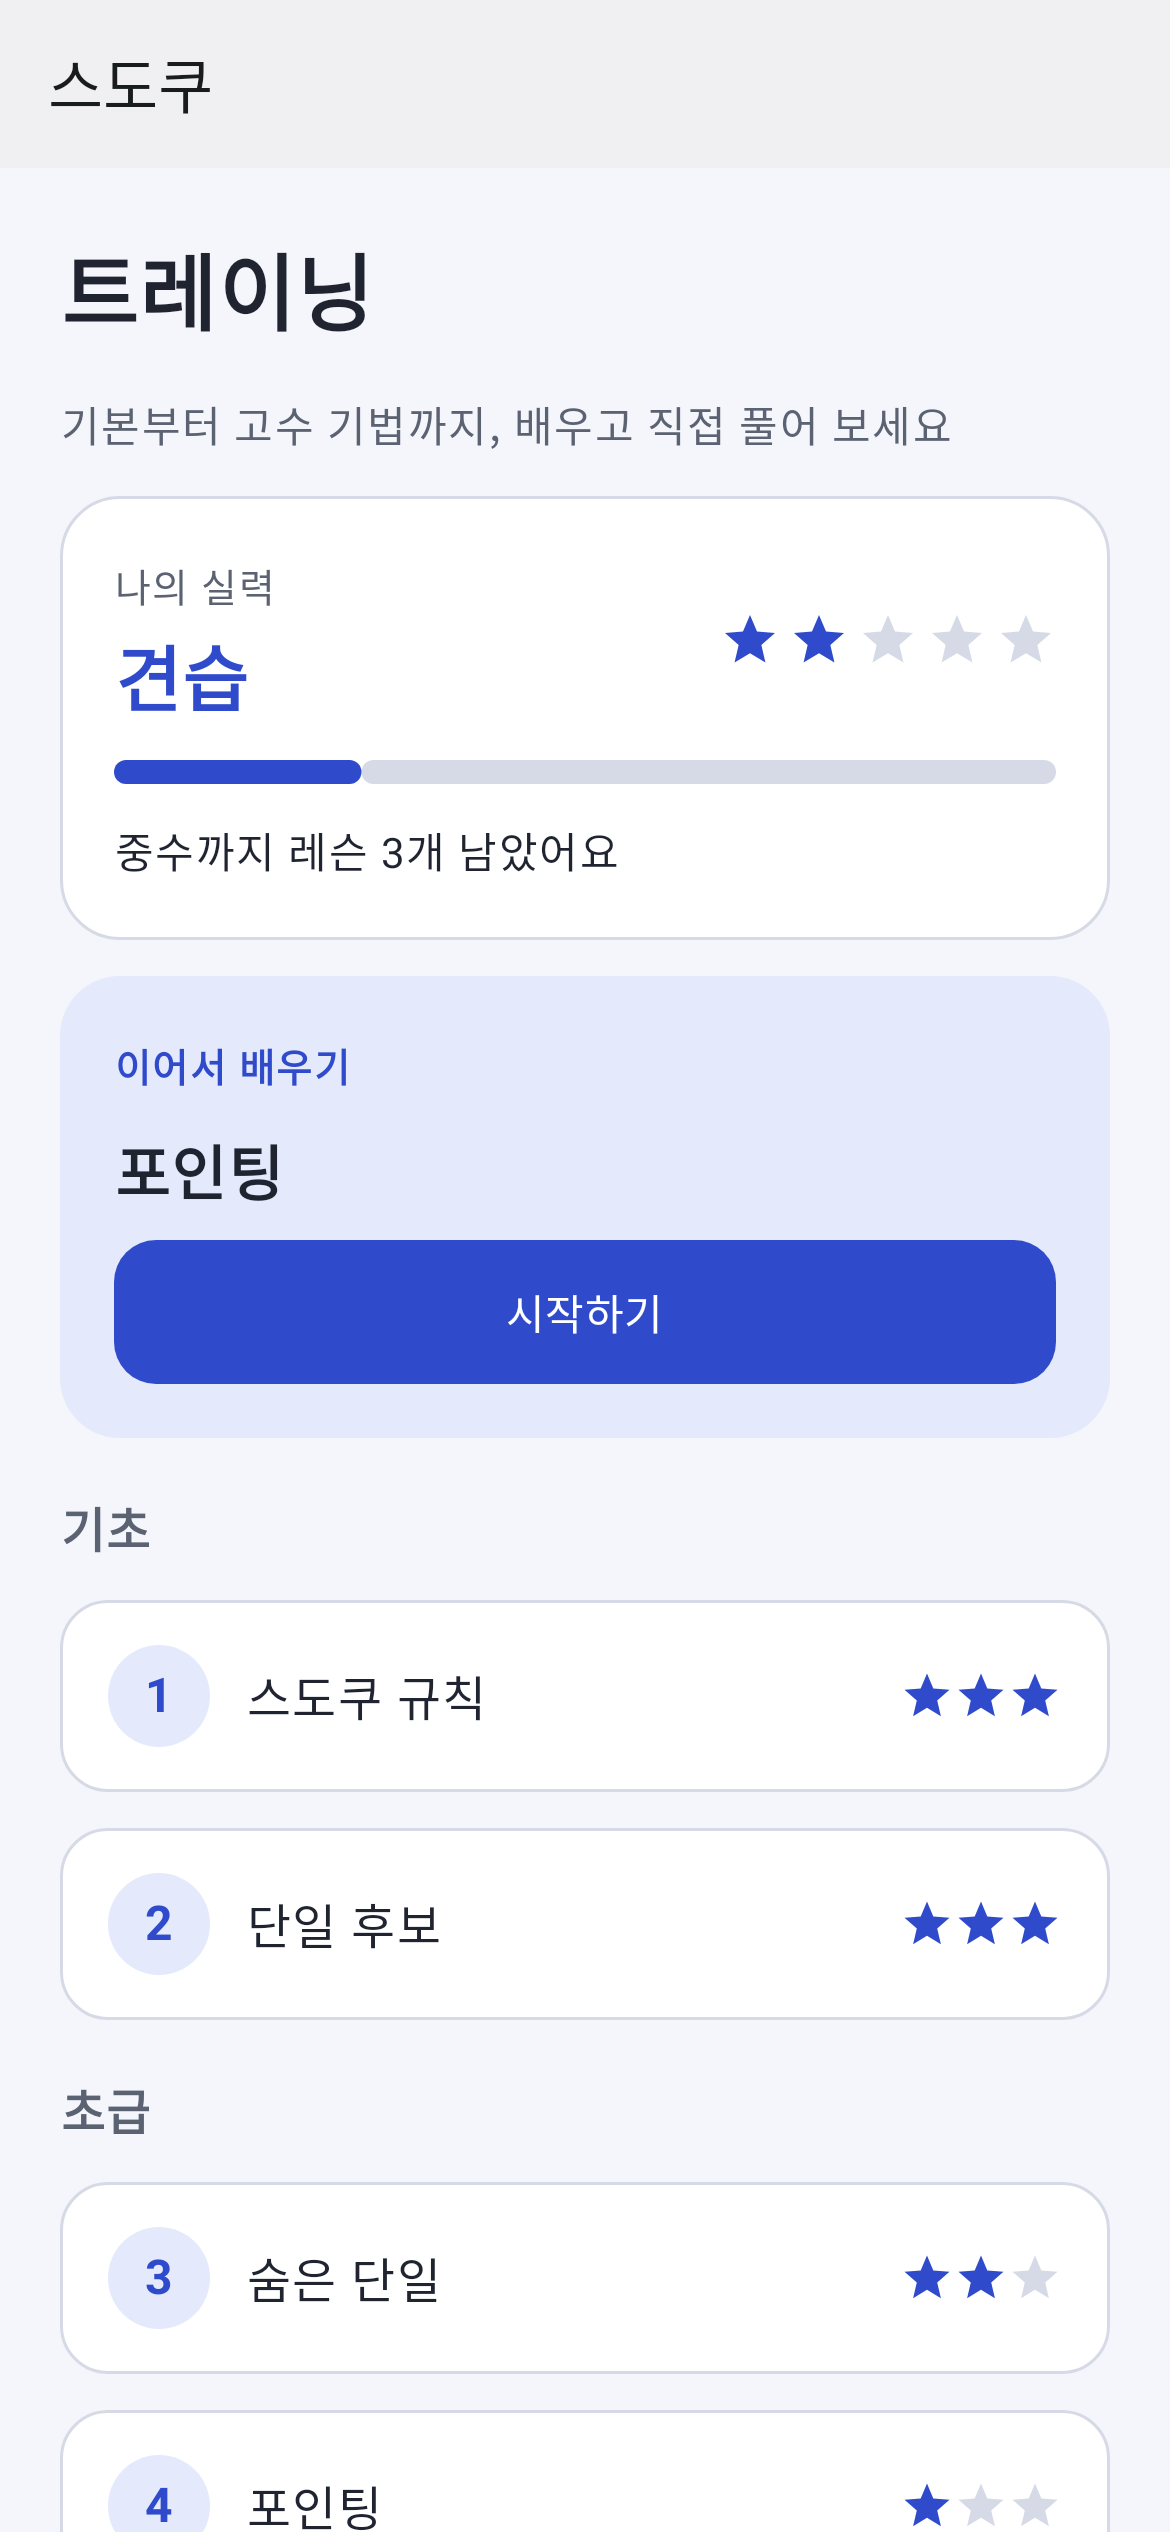 스도쿠
트레이닝
기본부터 고수 기법까지, 배우고 직접 풀어 보세요
나의 실력
견습
중수까지 레슨 3개 남았어요
이어서 배우기
포인팅
시작하기
기초
1 스도쿠 규칙
2 단일 후보
초급
3 숨은 단일
4 포인팅